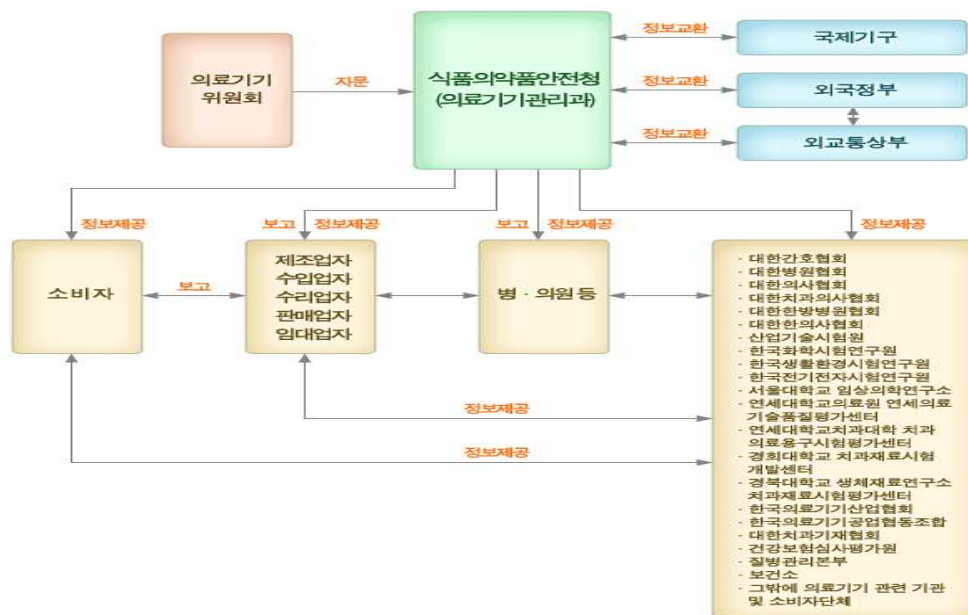 정보교환
국제기구
의료기기
위원회
자문
식품의약품안전청
(의료기기관리과)
정보교환
외국정부
정보교환
외교통상부
정보제공
보고 정보제공
보고 정보제공
정보제공
소비자
보고
제조업자
수입업자
수리업자
판매업자
임대업자
병 · 의원 등
- 대한간호협회
- 대한병원협회
- 대한의사협회
- 대한치과의사협회
- 대한한방병원협회
- 대한한의사협회
- 산업기술시험원
- 한국화학시험연구원
- 한국생활환경시험연구원
- 한국전기전자시험연구원
- 서울대학교 임상의학연구소
- 연세대학교의료원 연세의료
기술품질평가센터
- 연세대학교치과대학 치과
의료용구시험평가센터
- 경희대학교 치과재료시험
개발센터
- 경북대학교 생체재료연구소
치과재료시험평가센터
- 한국의료기기산업협회
- 한국의료기기공업협동조합
- 대한치과기재협회
- 건강보험심사평가원
- 질병관리본부
- 보건소
- 그밖에 의료기기 관련 기관
및 소비자단체
정보제공
정보제공